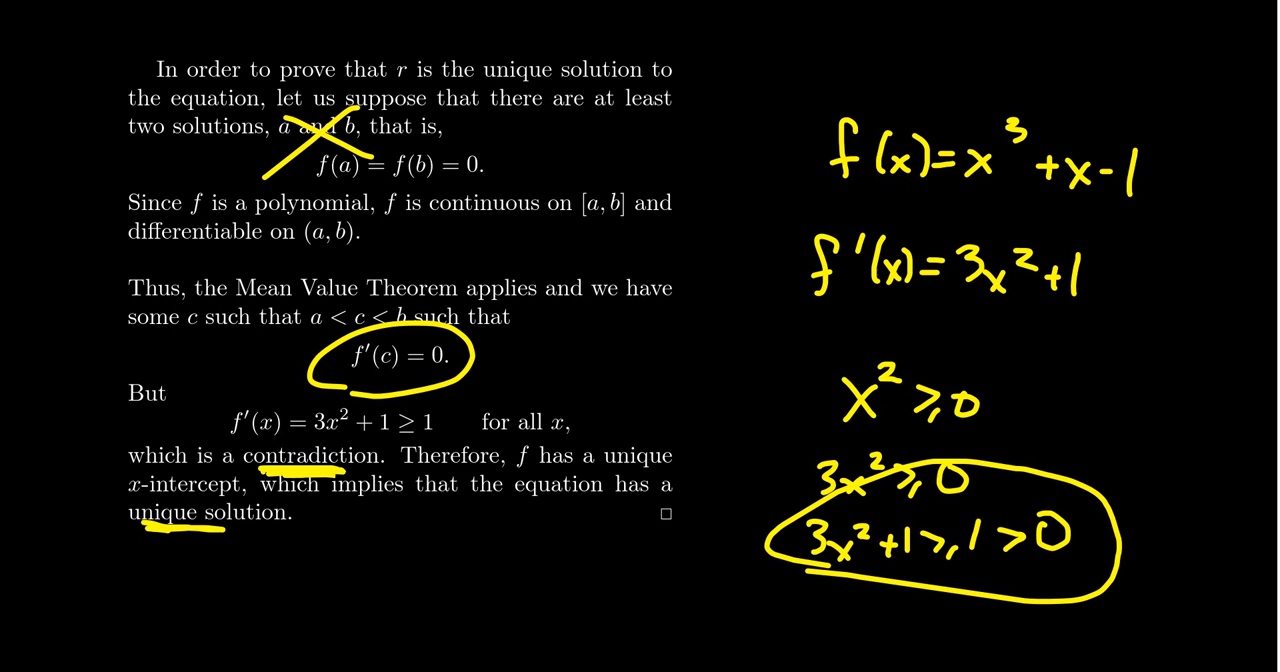 In order to prove that r is the unique solution to
the equation, let us suppose that there are at least
two solutions, a and b, that is,
f(a) = f(b) = 0.
Since f is a polynomial, f is continuous on [a, b] and
differentiable on (a, b).
Thus, the Mean Value Theorem applies and we have
some c such that a < c < b such that
f′(c) = 0.
But
f′(x) = 3x² + 1 ≥ 1 for all x,
which is a contradiction. Therefore, f has a unique
x-intercept, which implies that the equation has a
unique solution. □
f(x) = x³ + x - 1
f'(x) = 3x² + 1
x² ≥ 0
3x² ≥ 0
3x² + 1 ≥ 1 > 0